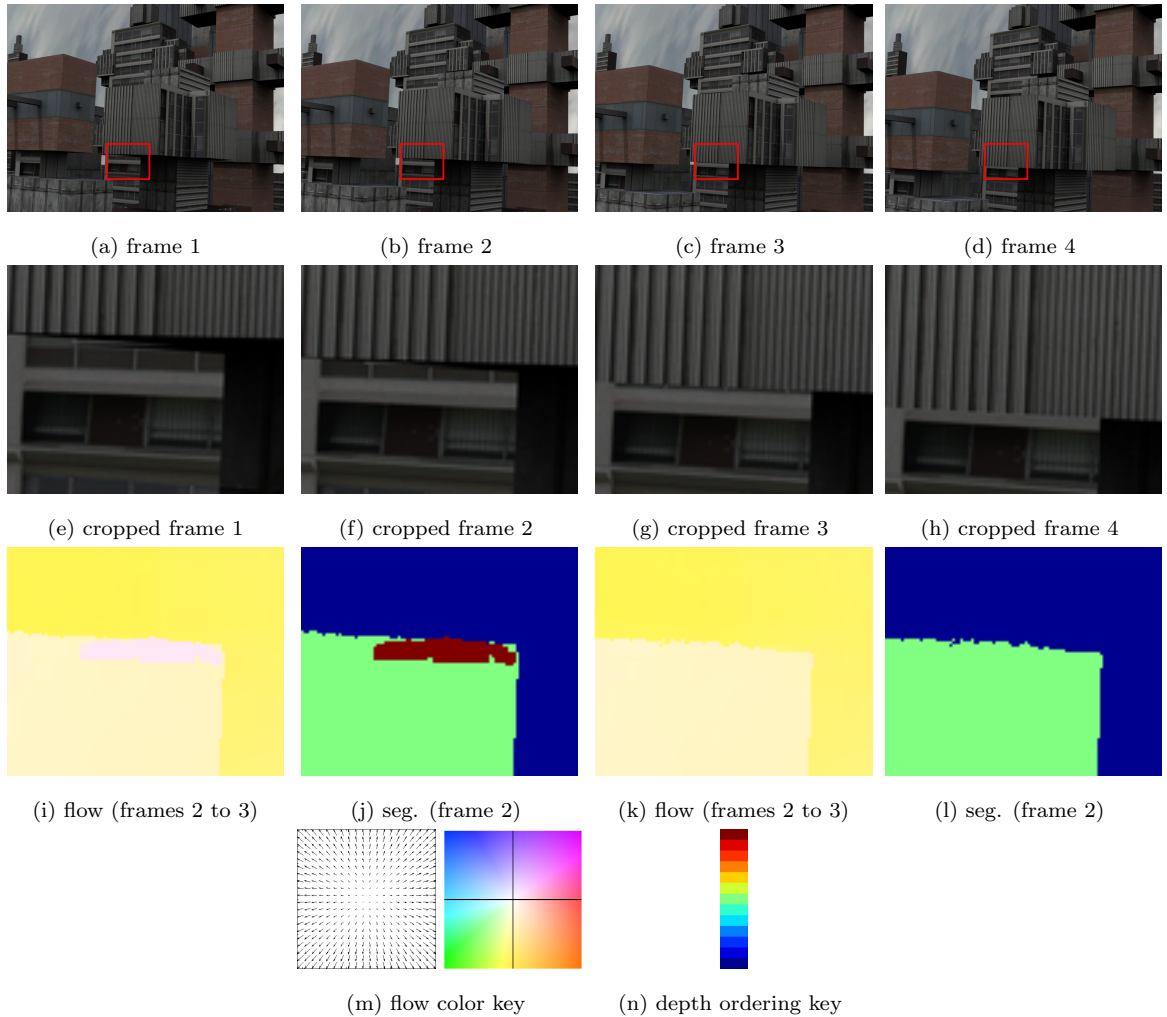 (a) frame 1
(b) frame 2
(c) frame 3
(d) frame 4
(e) cropped frame 1
(f) cropped frame 2
(g) cropped frame 3
(h) cropped frame 4
(i) flow (frames 2 to 3)
(j) seg. (frame 2)
(k) flow (frames 2 to 3)
(l) seg. (frame 2)
(m) flow color key
(n) depth ordering key